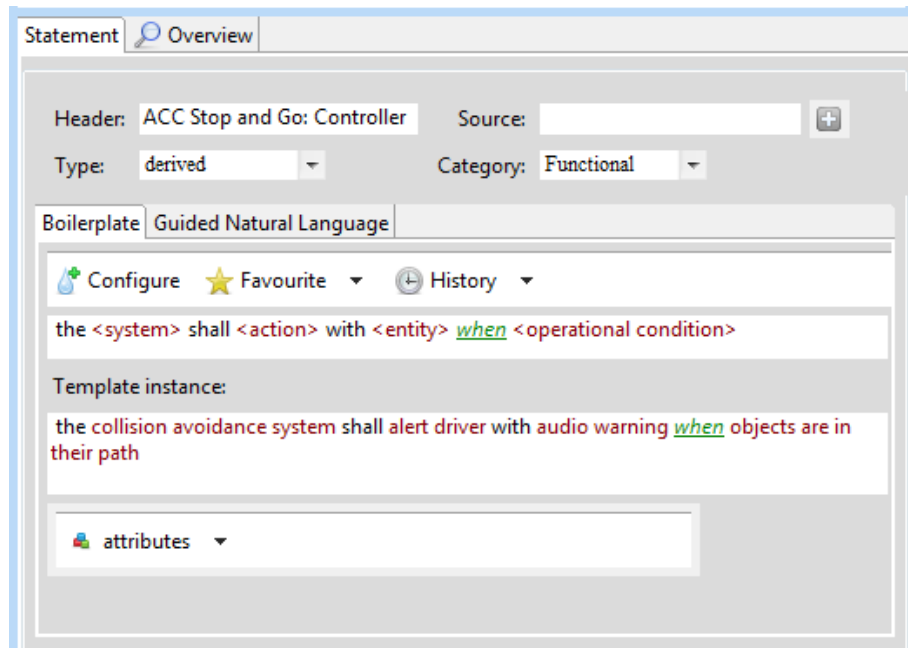 Statement Overview
Header: ACC Stop and Go: Controller Source:
Type: derived Category: Functional
Boilerplate Guided Natural Language
Configure Favourite History
the <system> shall <action> with <entity> when <operational condition>
Template instance:
the collision avoidance system shall alert driver with audio warning when objects are in
their path
attributes